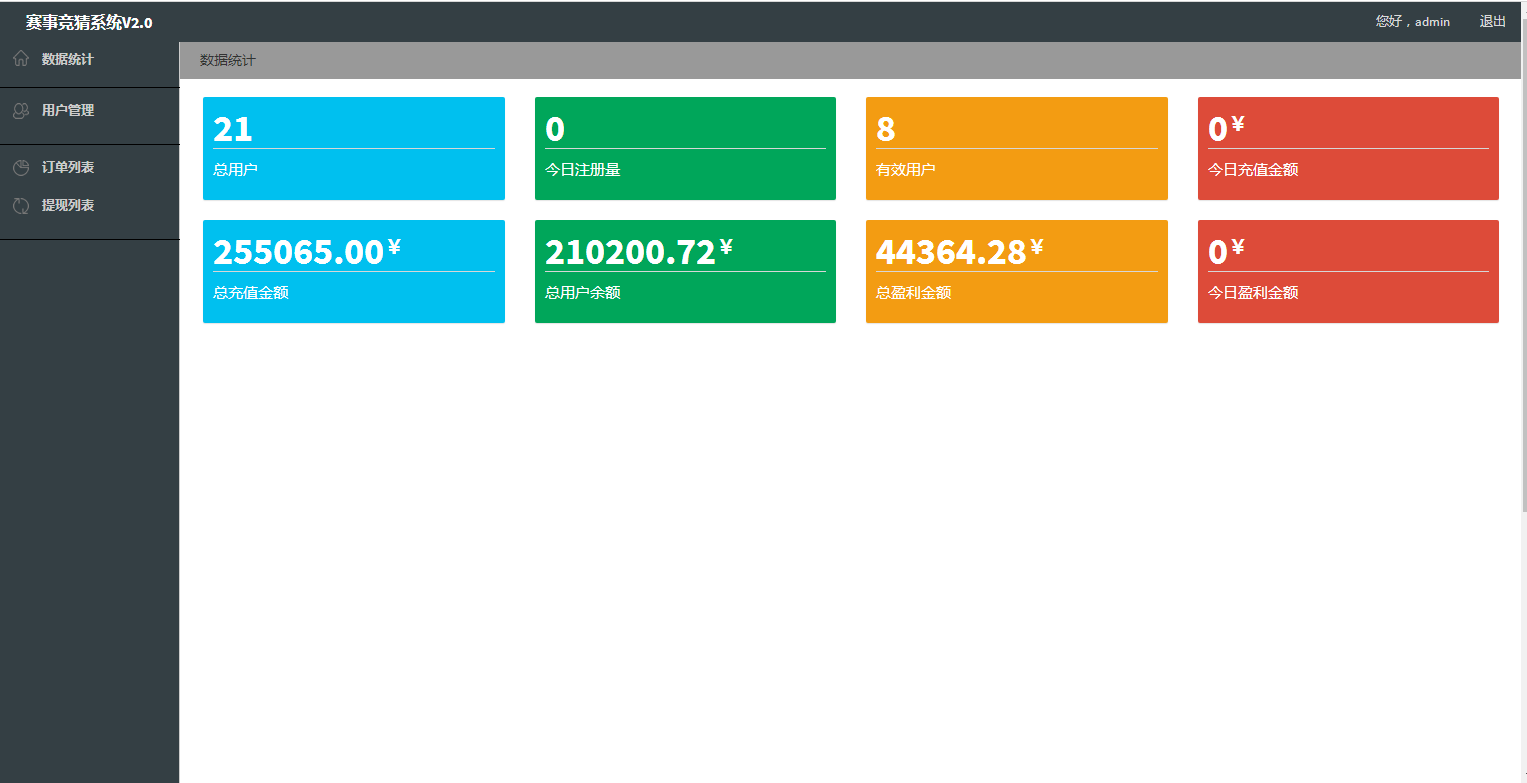 赛事竞猜系统V2.0
您好，admin 退出
数据统计
用户管理
订单列表
提现列表
数据统计
21
总用户
0
今日注册量
8
有效用户
0¥
今日充值金额
255065.00¥
总充值金额
210200.72¥
总用户余额
44364.28¥
总盈利金额
0¥
今日盈利金额